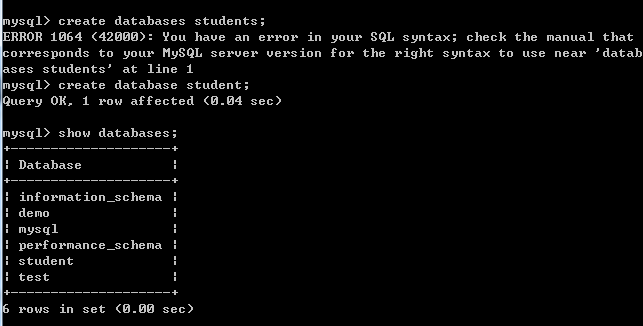 mysql> create databases students;
ERROR 1064 (42000): You have an error in your SQL syntax; check the manual that
corresponds to your MySQL server version for the right syntax to use near 'datab
ases students' at line 1
mysql> create database student;
Query OK, 1 row affected (0.04 sec)

mysql> show databases;
+--------------------+
| Database           |
+--------------------+
| information_schema |
| demo               |
| mysql              |
| performance_schema |
| student            |
| test               |
+--------------------+
6 rows in set (0.00 sec)